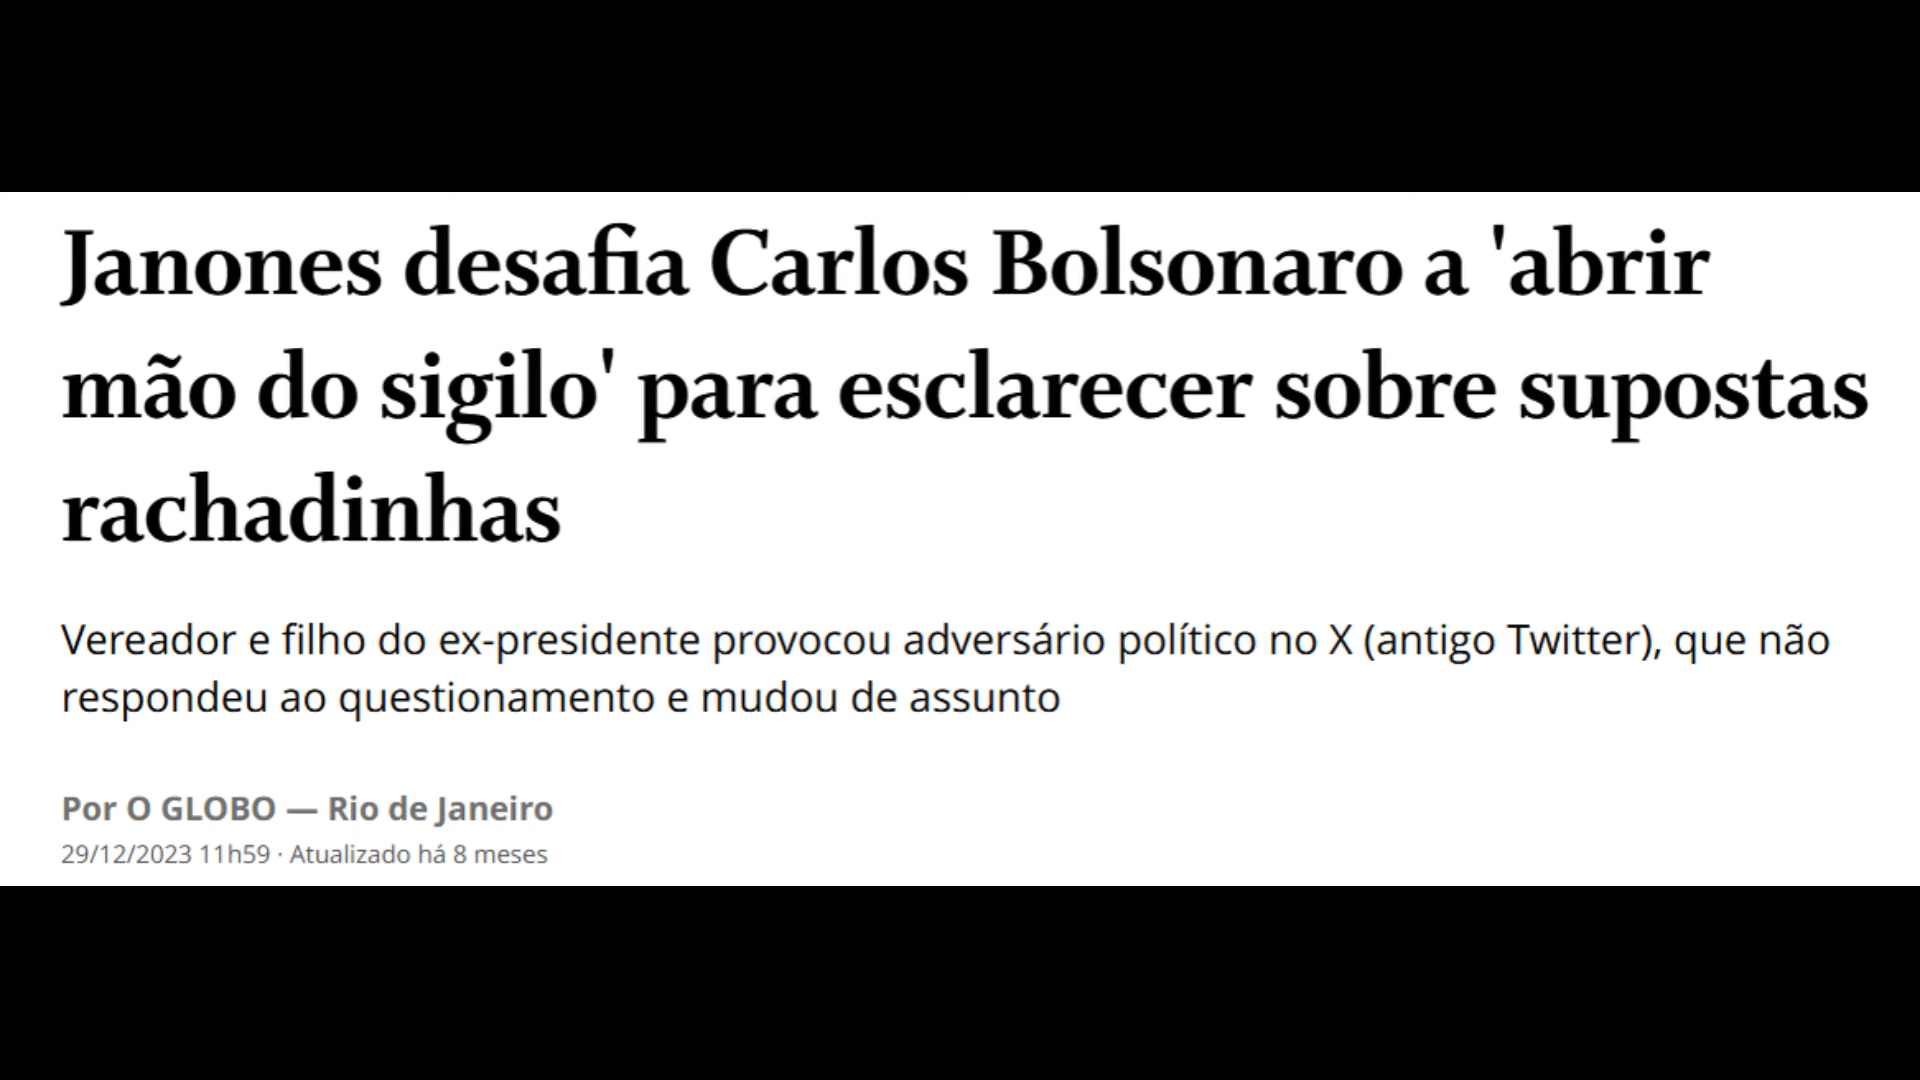 Janones desafia Carlos Bolsonaro a 'abrir
mão do sigilo' para esclarecer sobre supostas
rachadinhas
Vereador e filho do ex-presidente provocou adversário político no X (antigo Twitter), que não
respondeu ao questionamento e mudou de assunto
Por O GLOBO — Rio de Janeiro
29/12/2023 11h59 · Atualizado há 8 meses